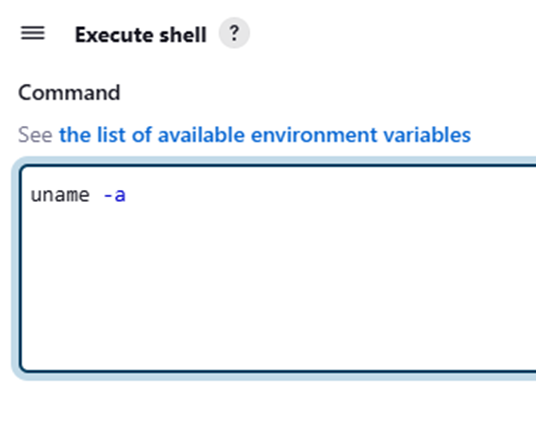 Execute shell ?
Command
See the list of available environment variables
uname -a